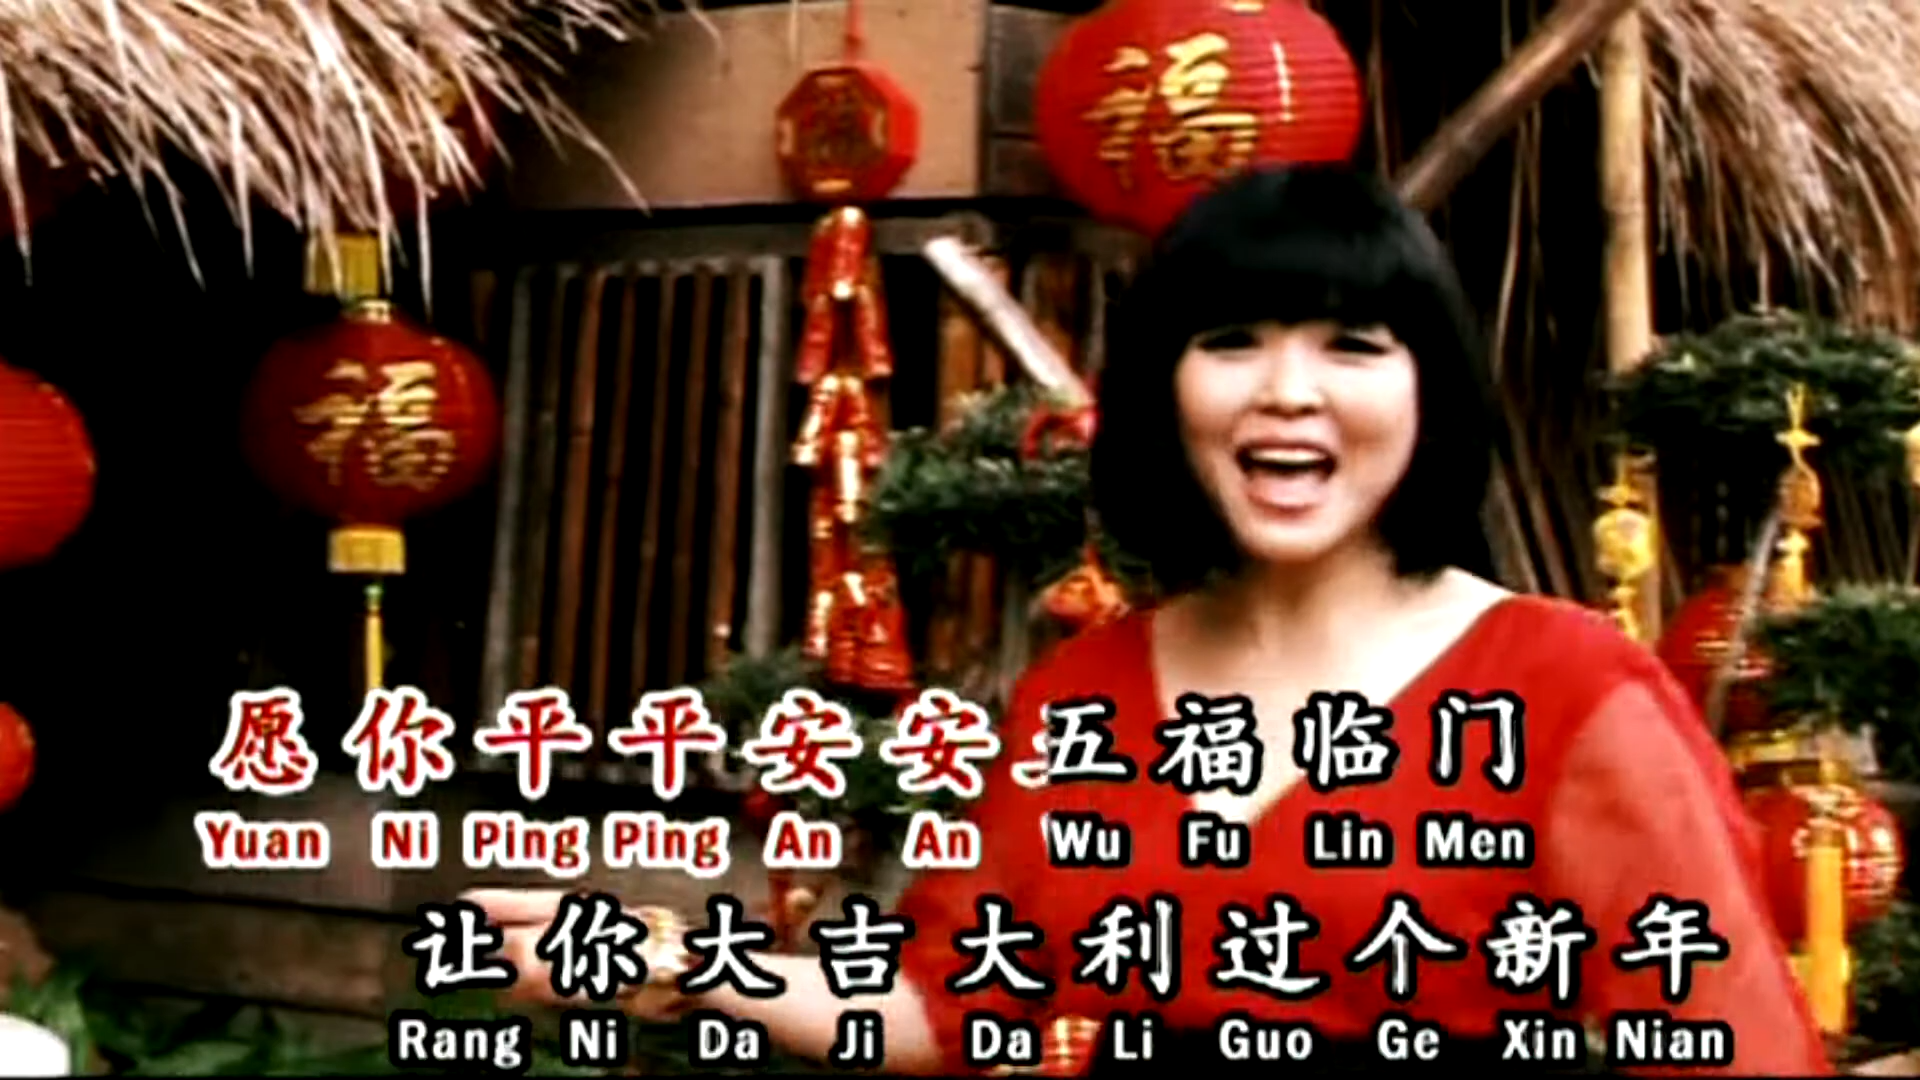 福
福
愿你平平安安五福临门
Yuan Ni Ping Ping An An Wu Fu Lin Men
让你大吉大利过个新年
Rang Ni Da Ji Da Li Guo Ge Xin Nian